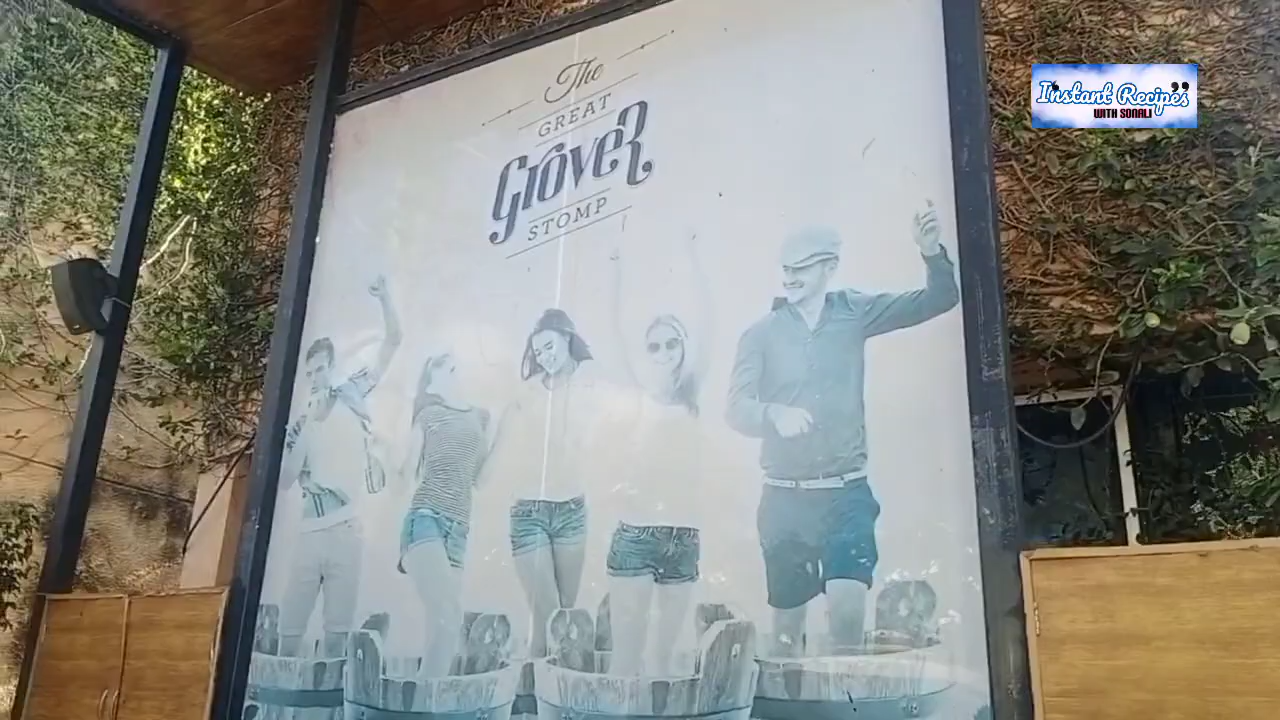 The
GREAT
Grover
STOMP
Instant Recipes
WITH SONALI